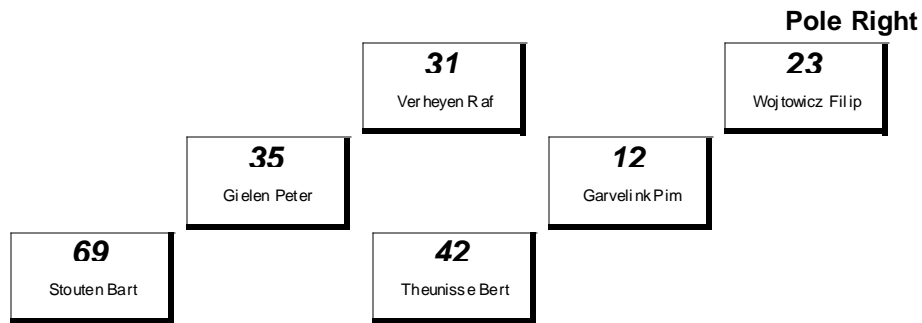 Pole Right
31
Verheyen Raf
23
Wojtowicz Filip
35
Gielen Peter
12
Garvelink Pim
69
Stouten Bart
42
Theunisse Bert